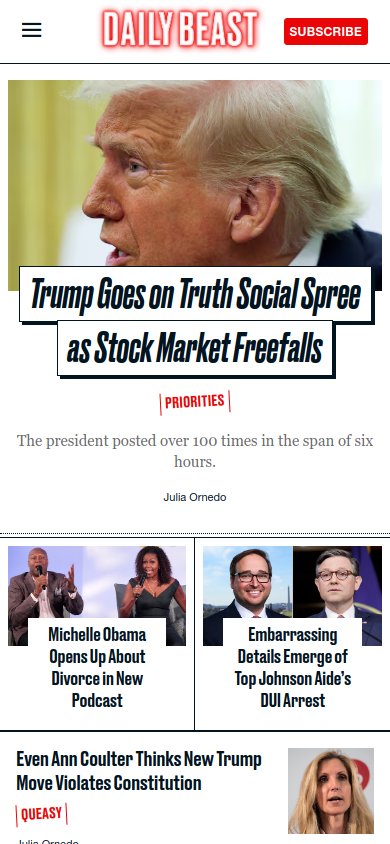 DAILY BEAST
SUBSCRIBE
Trump Goes on Truth Social Spree
as Stock Market Freefalls
PRIORITIES
The president posted over 100 times in the span of six
hours.
Julia Ornedo
Michelle Obama
Opens Up About
Divorce in New
Podcast
Embarrassing
Details Emerge of
Top Johnson Aide's
DUI Arrest
Even Ann Coulter Thinks New Trump
Move Violates Constitution
QUEASY
Julia Ornedo